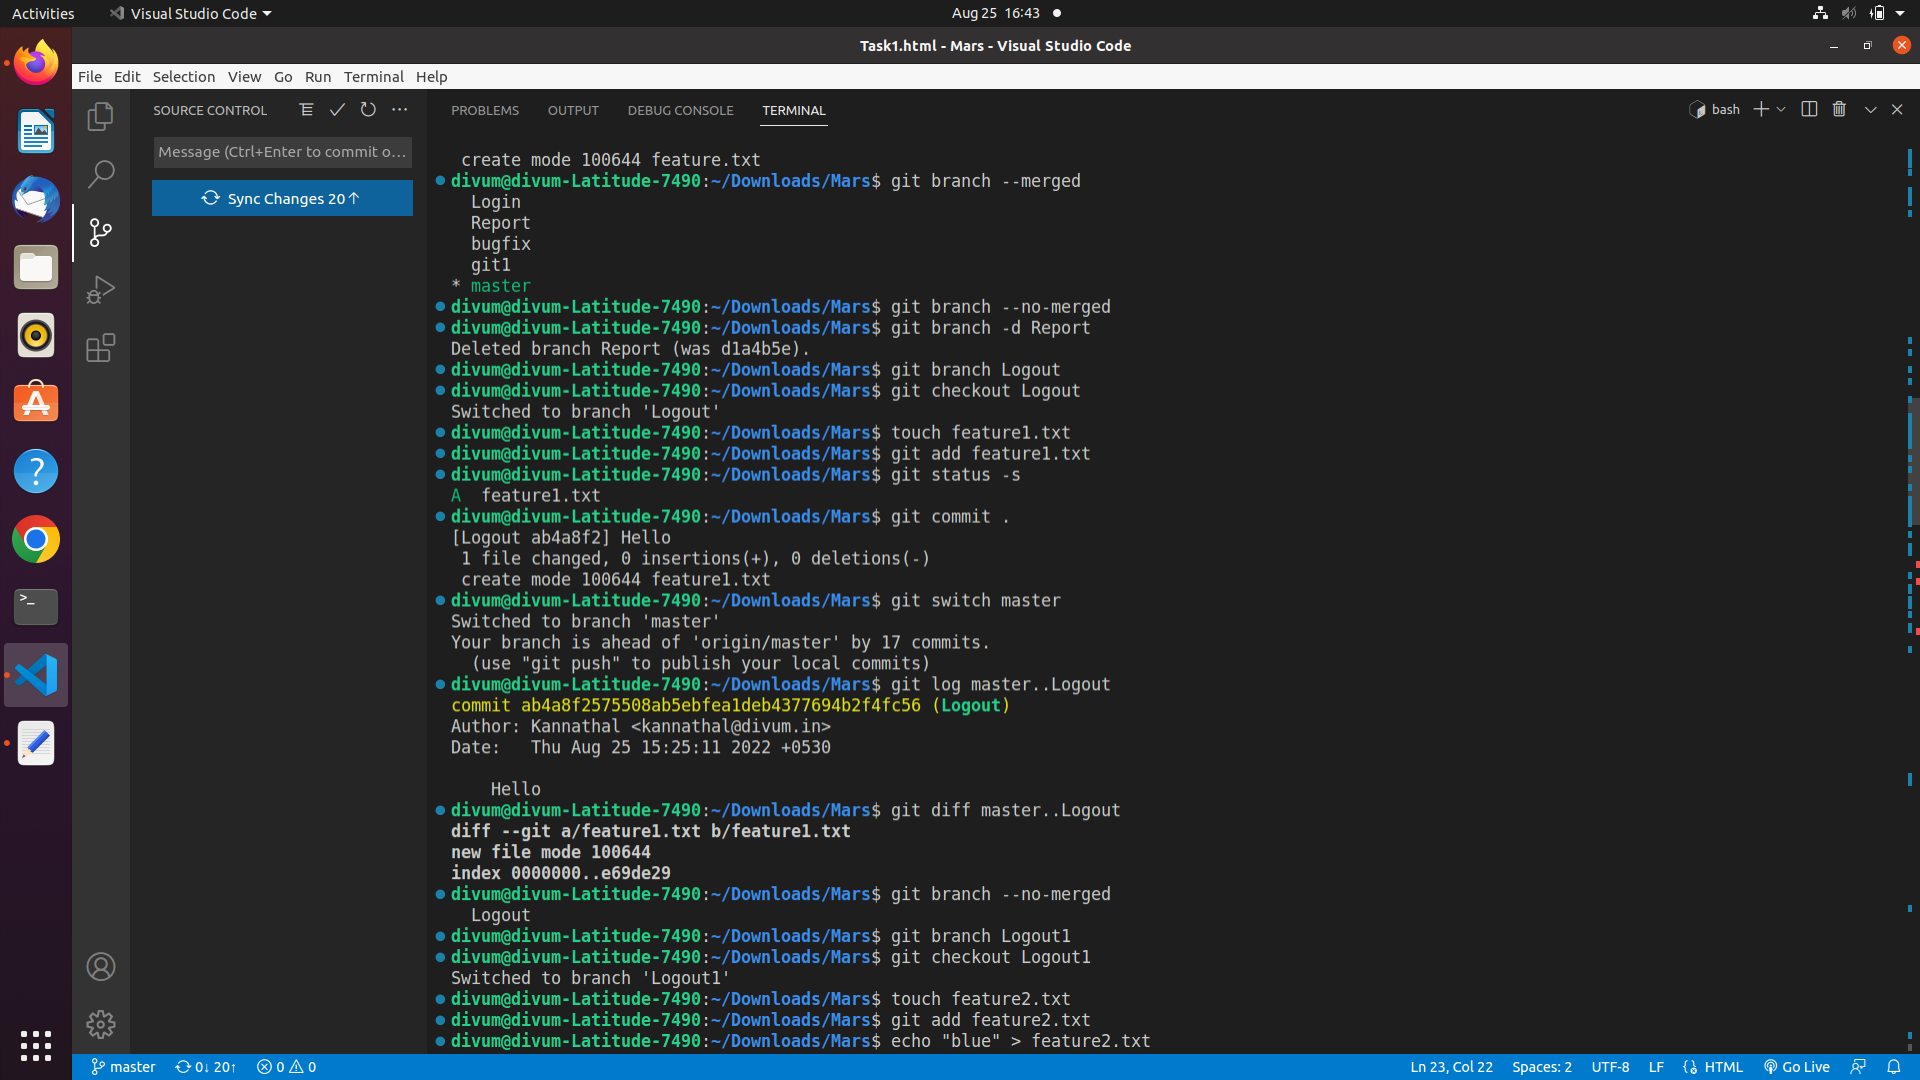 Activities
Visual Studio Code
Aug 25 16:43
Task1.html - Mars - Visual Studio Code
File Edit Selection View Go Run Terminal Help
SOURCE CONTROL
Message (Ctrl+Enter to commit o...
Sync Changes 20↑
PROBLEMS OUTPUT DEBUG CONSOLE TERMINAL
bash
create mode 100644 feature.txt
divum@divum-Latitude-7490:~/Downloads/Mars$ git branch --merged
Login
Report
bugfix
git1
* master
divum@divum-Latitude-7490:~/Downloads/Mars$ git branch --no-merged
divum@divum-Latitude-7490:~/Downloads/Mars$ git branch -d Report
Deleted branch Report (was d1a4b5e).
divum@divum-Latitude-7490:~/Downloads/Mars$ git branch Logout
divum@divum-Latitude-7490:~/Downloads/Mars$ git checkout Logout
Switched to branch 'Logout'
divum@divum-Latitude-7490:~/Downloads/Mars$ touch feature1.txt
divum@divum-Latitude-7490:~/Downloads/Mars$ git add feature1.txt
divum@divum-Latitude-7490:~/Downloads/Mars$ git status -s
A  feature1.txt
divum@divum-Latitude-7490:~/Downloads/Mars$ git commit .
[Logout ab4a8f2] Hello
1 file changed, 0 insertions(+), 0 deletions(-)
create mode 100644 feature1.txt
divum@divum-Latitude-7490:~/Downloads/Mars$ git switch master
Switched to branch 'master'
Your branch is ahead of 'origin/master' by 17 commits.
(use "git push" to publish your local commits)
divum@divum-Latitude-7490:~/Downloads/Mars$ git log master..Logout
commit ab4a8f2575508ab5ebfea1deb4377694b2f4fc56 (Logout)
Author: Kannathal <kannathal@divum.in>
Date:   Thu Aug 25 15:25:11 2022 +0530
Hello
divum@divum-Latitude-7490:~/Downloads/Mars$ git diff master..Logout
diff --git a/feature1.txt b/feature1.txt
new file mode 100644
index 0000000..e69de29
divum@divum-Latitude-7490:~/Downloads/Mars$ git branch --no-merged
Logout
divum@divum-Latitude-7490:~/Downloads/Mars$ git branch Logout1
divum@divum-Latitude-7490:~/Downloads/Mars$ git checkout Logout1
Switched to branch 'Logout1'
divum@divum-Latitude-7490:~/Downloads/Mars$ touch feature2.txt
divum@divum-Latitude-7490:~/Downloads/Mars$ git add feature2.txt
divum@divum-Latitude-7490:~/Downloads/Mars$ echo "blue" > feature2.txt
master 0↓ 20↑ 0 0
Ln 23, Col 22 Spaces: 2 UTF-8 LF HTML Go Live